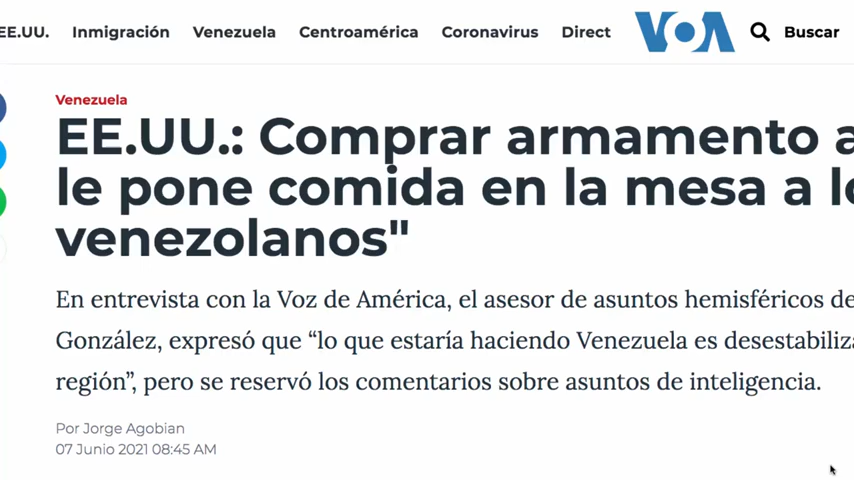 EE.UU. Inmigración Venezuela Centroamérica Coronavirus Direct VOA Buscar
Venezuela
EE.UU.: Comprar armamento a
le pone comida en la mesa a lo
venezolanos"
En entrevista con la Voz de América, el asesor de asuntos hemisféricos de
González, expresó que “lo que estaría haciendo Venezuela es desestabiliza
región”, pero se reservó los comentarios sobre asuntos de inteligencia.
Por Jorge Agobian
07 Junio 2021 08:45 AM